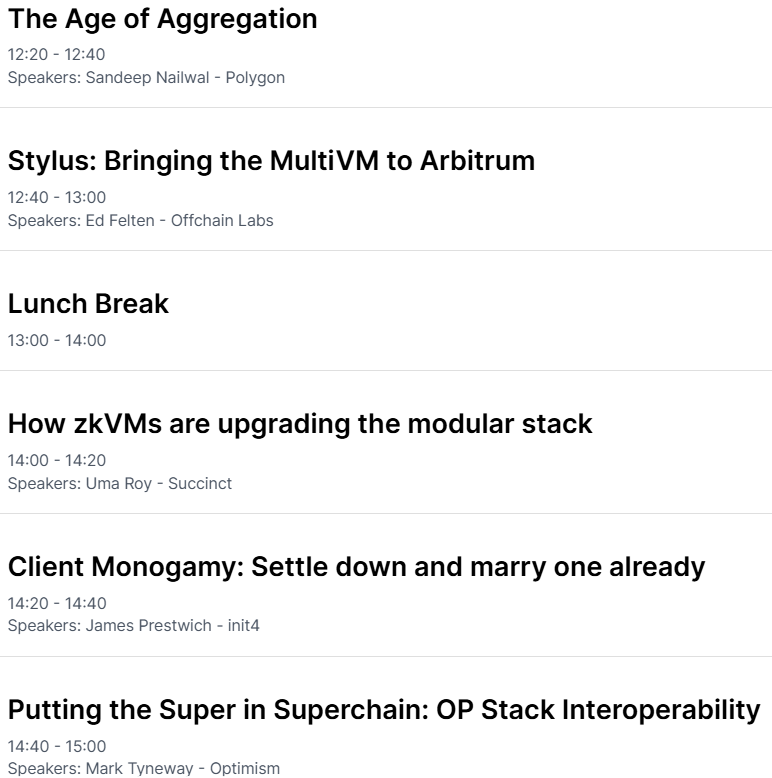 The Age of Aggregation
12:20 - 12:40
Speakers: Sandeep Nailwal - Polygon
Stylus: Bringing the MultiVM to Arbitrum
12:40 - 13:00
Speakers: Ed Felten - Offchain Labs
Lunch Break
13:00 - 14:00
How zkVMs are upgrading the modular stack
14:00 - 14:20
Speakers: Uma Roy - Succinct
Client Monogamy: Settle down and marry one already
14:20 - 14:40
Speakers: James Prestwich - init4
Putting the Super in Superchain: OP Stack Interoperability
14:40 - 15:00
Speakers: Mark Tyneway - Optimism